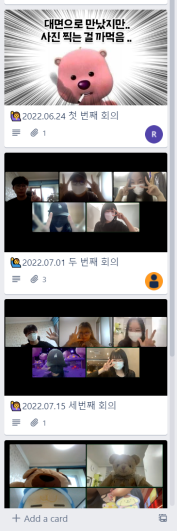 대면으로 만났지만..
사진 찍는 걸 까먹음 ..
2022.06.24 첫 번째 회의
1
R
2022.07.01 두 번째 회의
3
2022.07.15 세번째 회의
1
+ Add a card